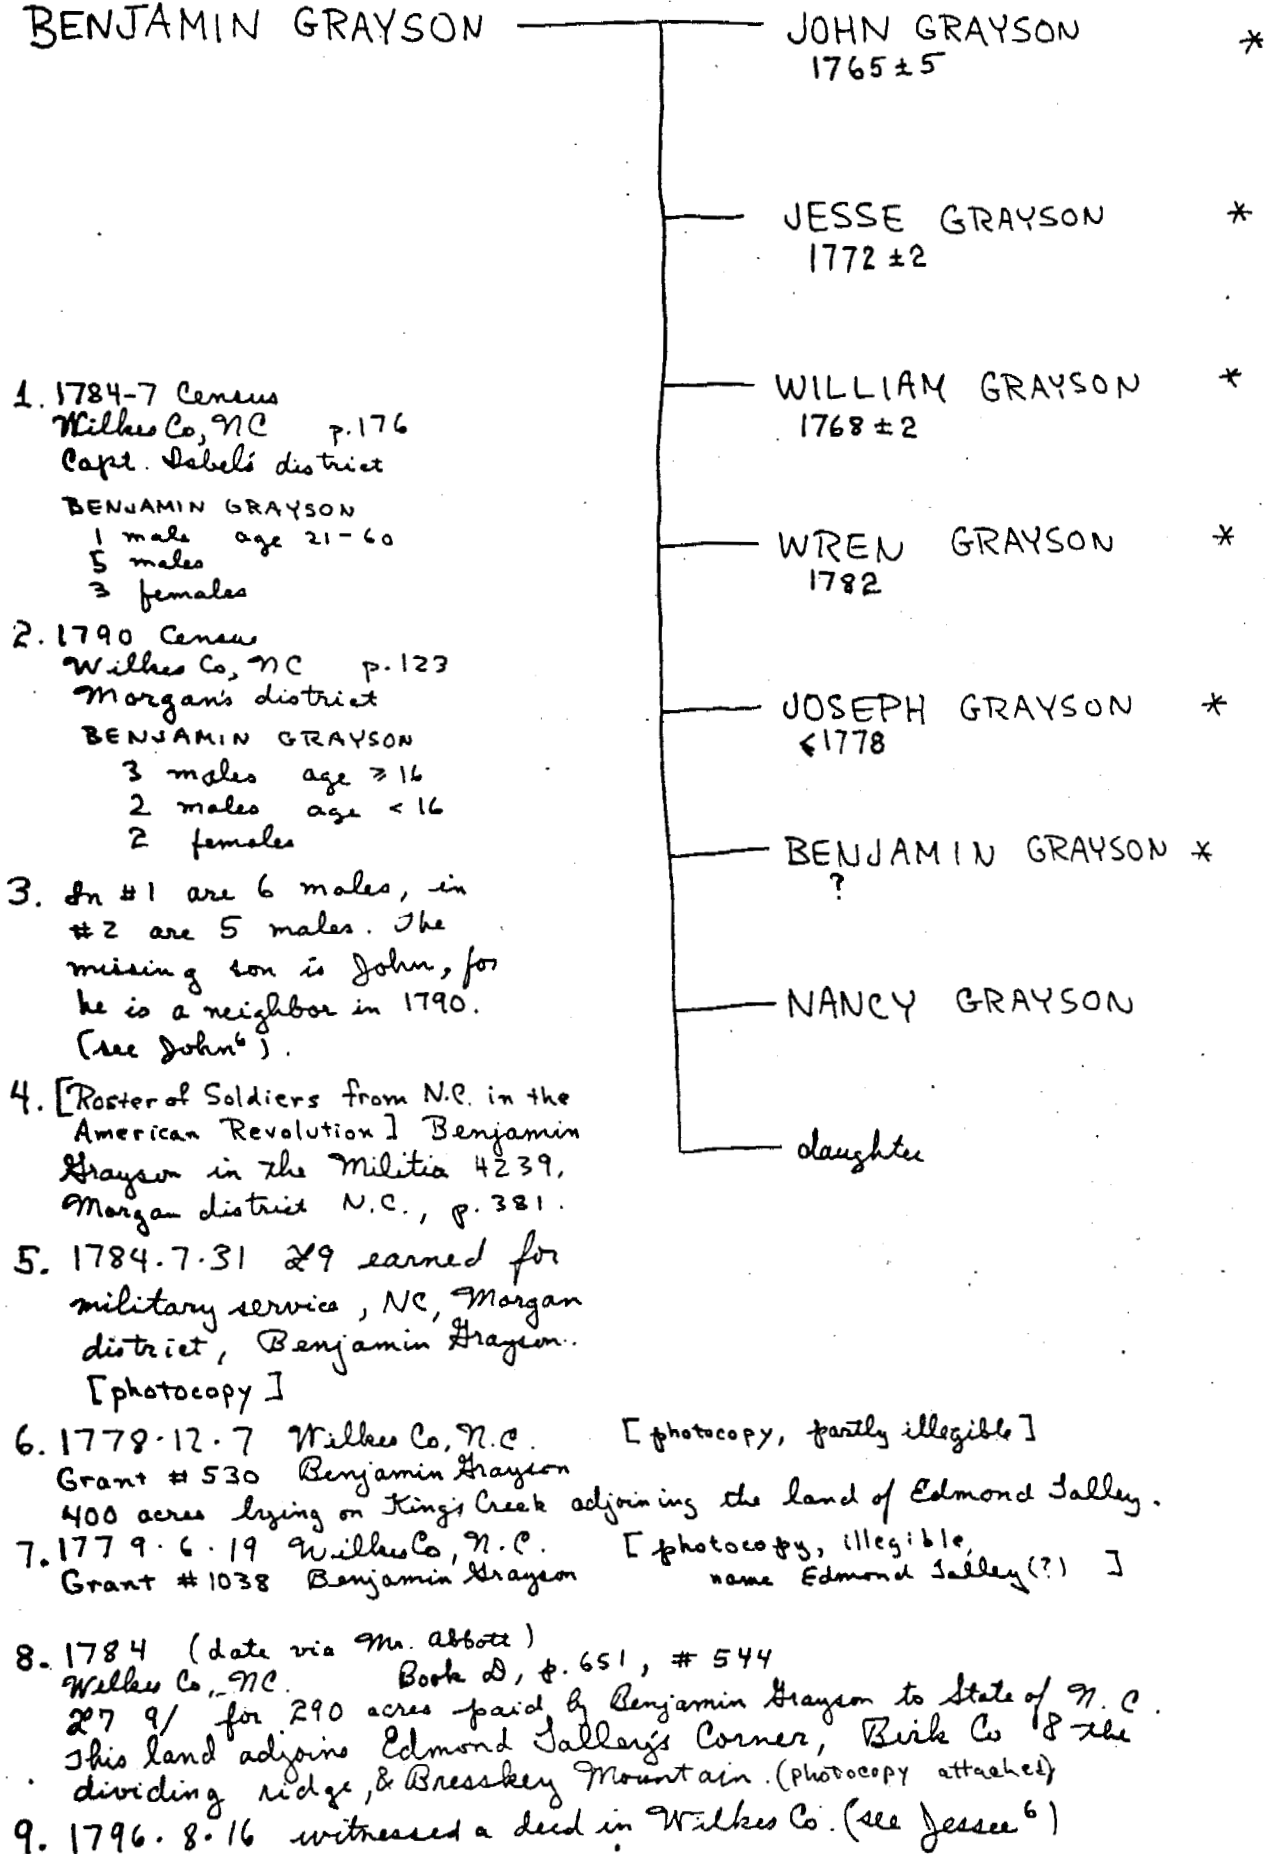 BENJAMIN GRAYSON
JOHN GRAYSON *
1765±5
JESSE GRAYSON *
1772±2
WILLIAM GRAYSON *
1768±2
WREN GRAYSON *
1782
JOSEPH GRAYSON *
≤1778
BENJAMIN GRAYSON *
?
NANCY GRAYSON
daughter
1. 1784-7 Census
Wilkes Co, NC p.176
Capt. Isbel's district
BENJAMIN GRAYSON
1 male age 21-60
5 males
3 females
2. 1790 Census
Wilkes Co, NC p.123
Morgan's district
BENJAMIN GRAYSON
3 males age ≥ 16
2 males age < 16
2 females
3. In #1 are 6 males, in
#2 are 5 males. The
missing son is John, for
he is a neighbor in 1790.
(see John⁶).
4. [Roster of Soldiers from N.C. in the
American Revolution] Benjamin
Grayson in the Militia 4239,
Morgan district N.C., p. 381.
5. 1784.7.31 £9 earned for
military service, NC, Morgan
district, Benjamin Grayson.
[photocopy]
6. 1778.12.7 Wilkes Co, N.C. [photocopy, partly illegible]
Grant #530 Benjamin Grayson
400 acres lying on King's Creek adjoining the land of Edmond Talley.
7. 1779.6.19 Wilkes Co, N.C. [photocopy, illegible,
Grant #1038 Benjamin Grayson name Edmond Talley(?) ]
8. 1784 (date via Mr. Abbott)
Wilkes Co, NC. Book D, p.651, #544
£7 9/ for 290 acres paid by Benjamin Grayson to State of N.C.
This land adjoins Edmond Talley's Corner, Birk Co & the
dividing ridge, & Bresskey Mountain. (photocopy attached)
9. 1796.8.16 witnessed a deed in Wilkes Co. (see Jessee⁶)